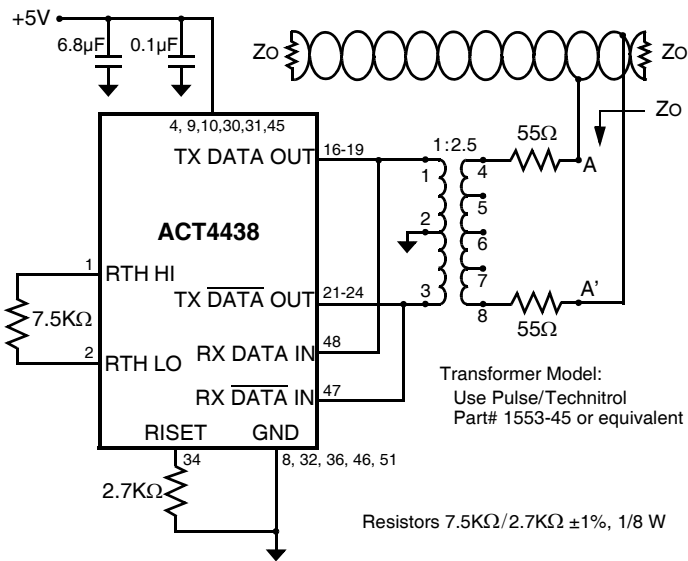 +5V
6.8µF 0.1µF
ZO
ZO
ZO
4, 9,10,30,31,45
TX DATA OUT
16-19
1:2.5
55Ω
A
1
4
5
2
6
ACT4438
7
1
RTH HI
7.5KΩ
TX DATA OUT
21-24
3
8
A'
55Ω
2
RTH LO
RX DATA IN
48
RX DATA IN
47
Transformer Model:
Use Pulse/Technitrol
Part# 1553-45 or equivalent
RISET GND
34
8, 32, 36, 46, 51
2.7KΩ
Resistors 7.5KΩ/2.7KΩ ±1%, 1/8 W